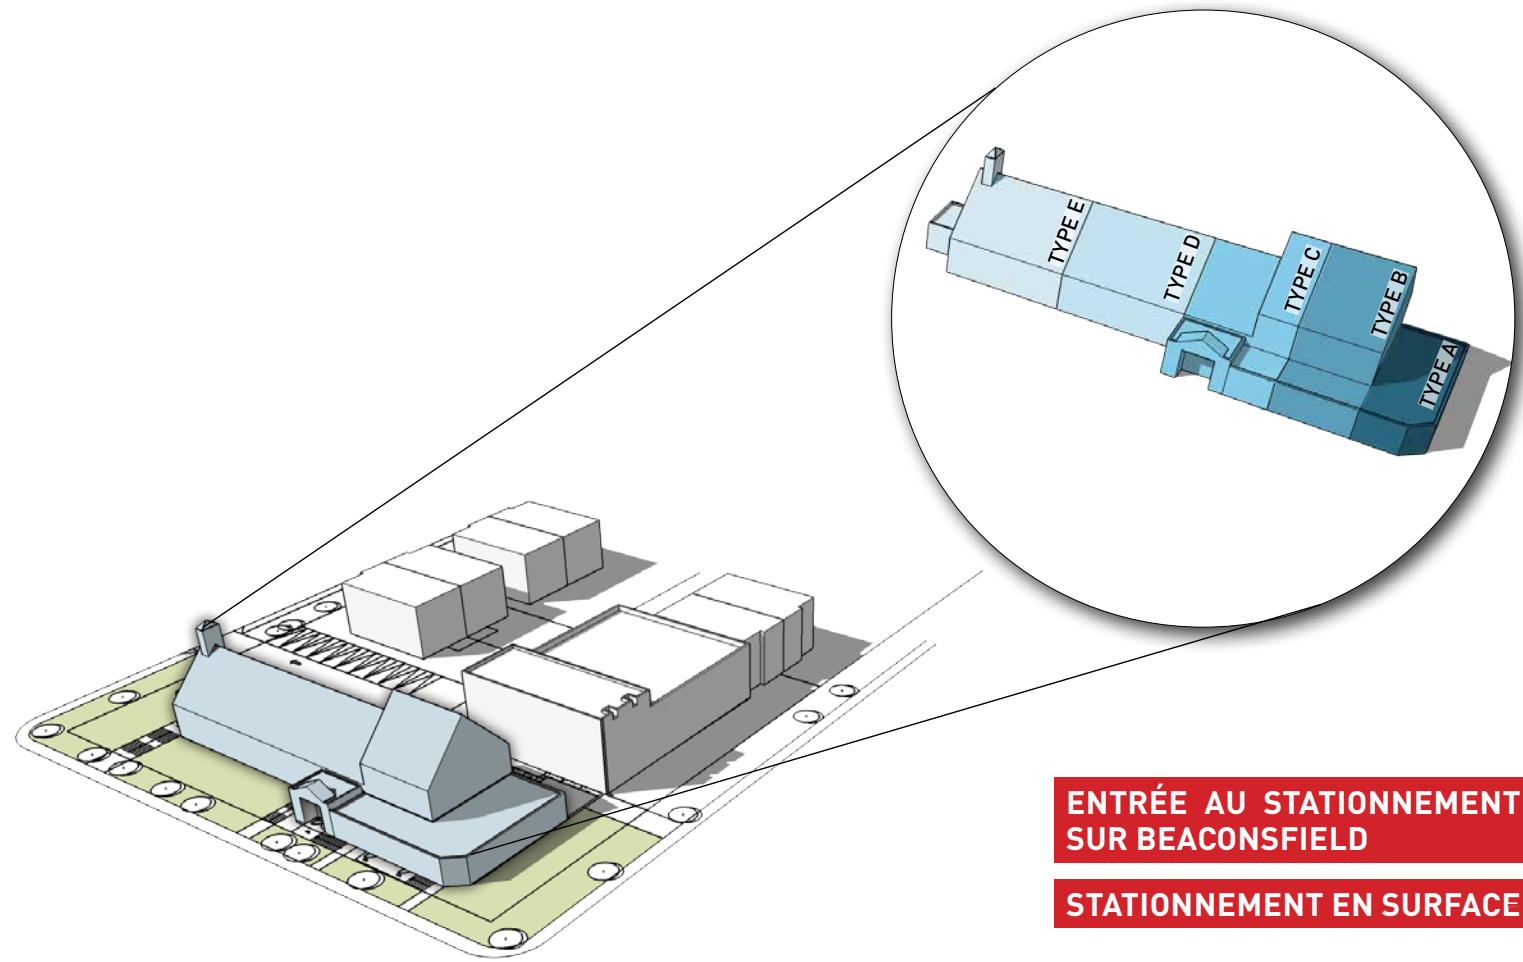 TYPE E
TYPE D
TYPE C
TYPE B
TYPE A
ENTRÉE AU STATIONNEMENT
SUR BEACONSFIELD
STATIONNEMENT EN SURFACE